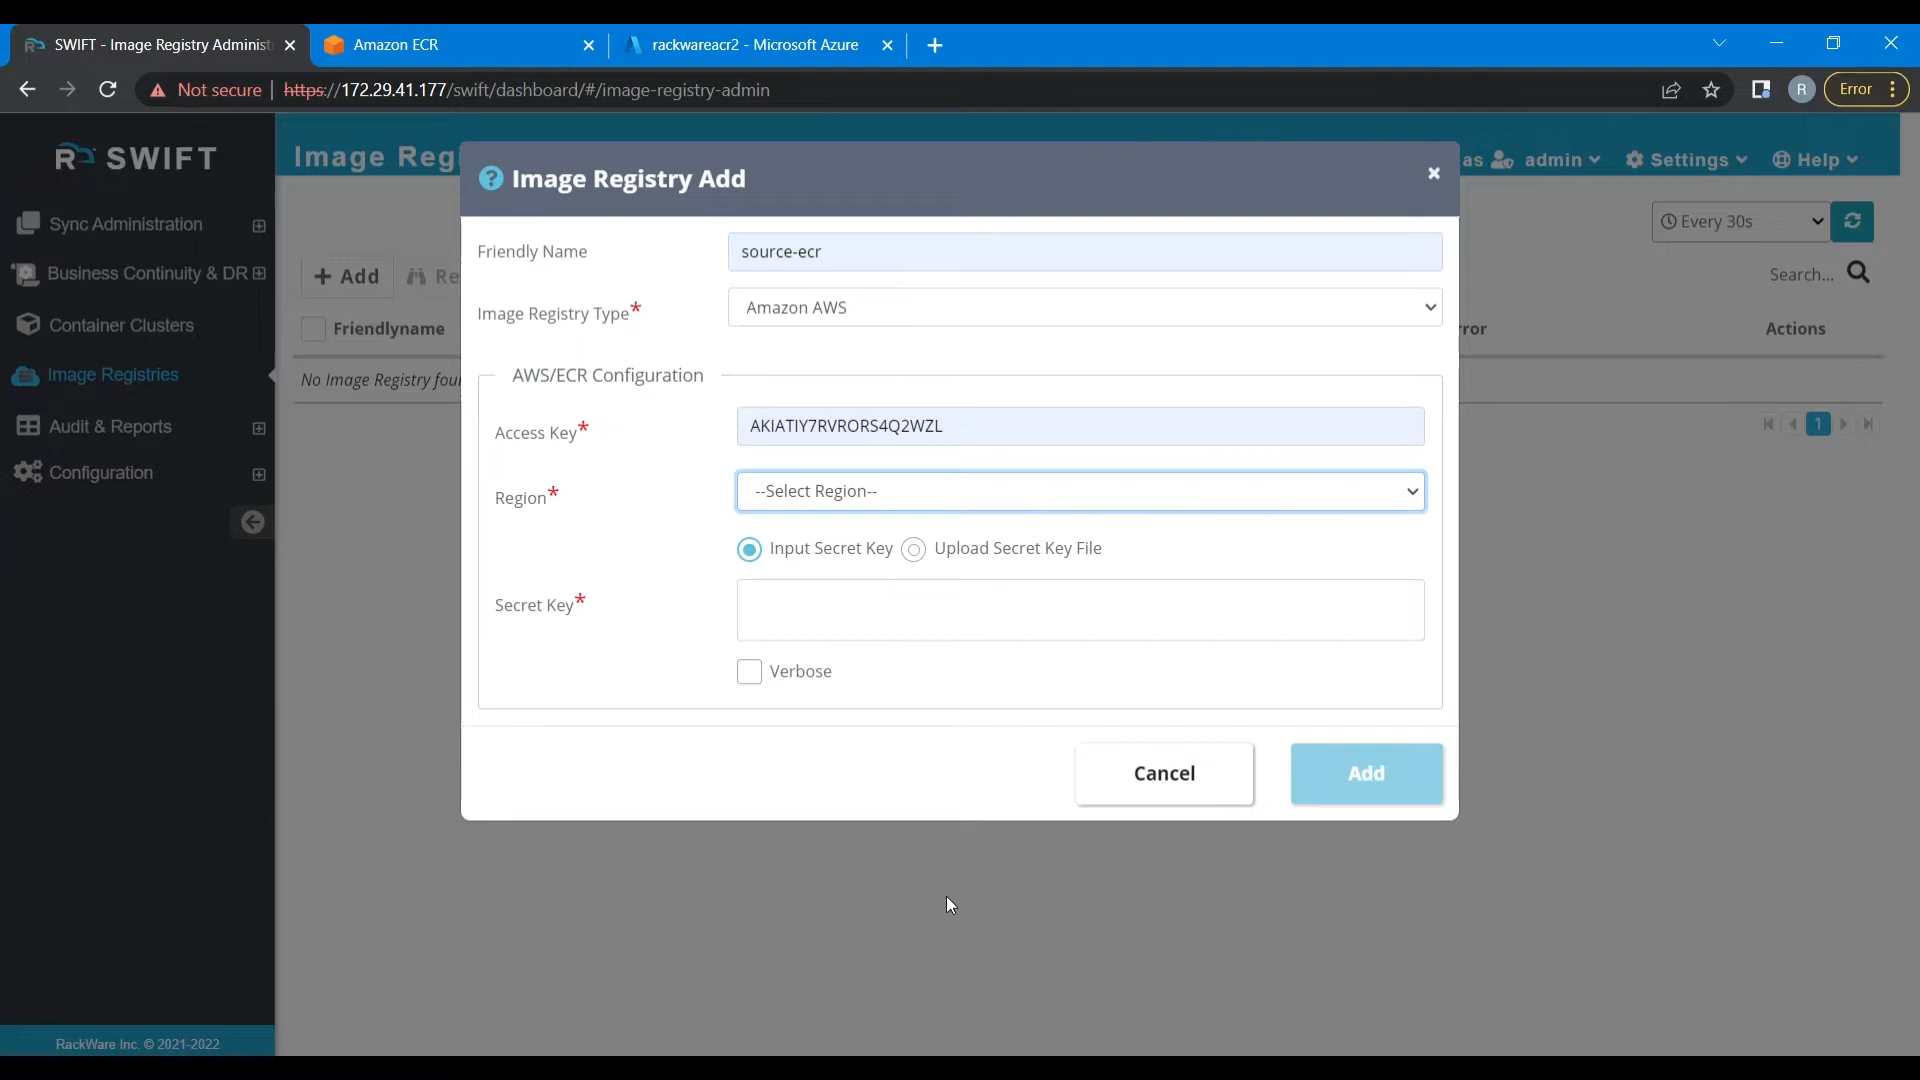 SWIFT - Image Registry Administ
Amazon ECR
rackwareacr2 - Microsoft Azure
Not secure
https://172.29.41.177/swift/dashboard/#/image-registry-admin
R
Error
SWIFT
Image Regi
as
admin
Settings
Help
Image Registry Add
Sync Administration
Every 30s
Friendly Name
source-ecr
Business Continuity & DR
Add
Re
Search...
Image Registry Type*
Amazon AWS
Container Clusters
Friendlyname
rror
Actions
Image Registries
No Image Registry foun
AWS/ECR Configuration
Audit & Reports
Access Key*
AKIATIY7RVRORS4Q2WZL
1
Configuration
Region*
--Select Region--
Input Secret Key
Upload Secret Key File
Secret Key*
Verbose
Cancel
Add
RackWare Inc. © 2021-2022